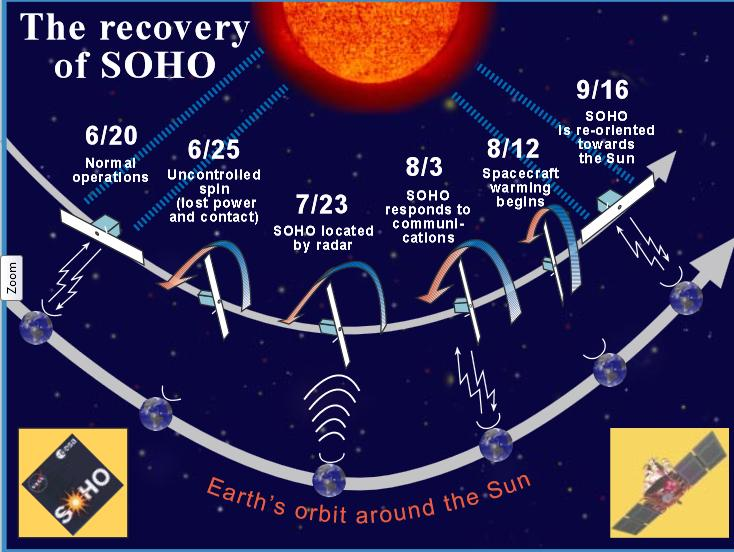 The recovery
of SOHO
6/20
Normal
operations
6/25
Uncontrolled
spin
(lost power
and contact)
7/23
SOHO located
by radar
8/3
SOHO
responds to
communi-
cations
8/12
Spacecraft
warming
begins
9/16
SOHO
is re-oriented
towards
the Sun
Zoom
Earth's orbit around the Sun
esa
SOHO